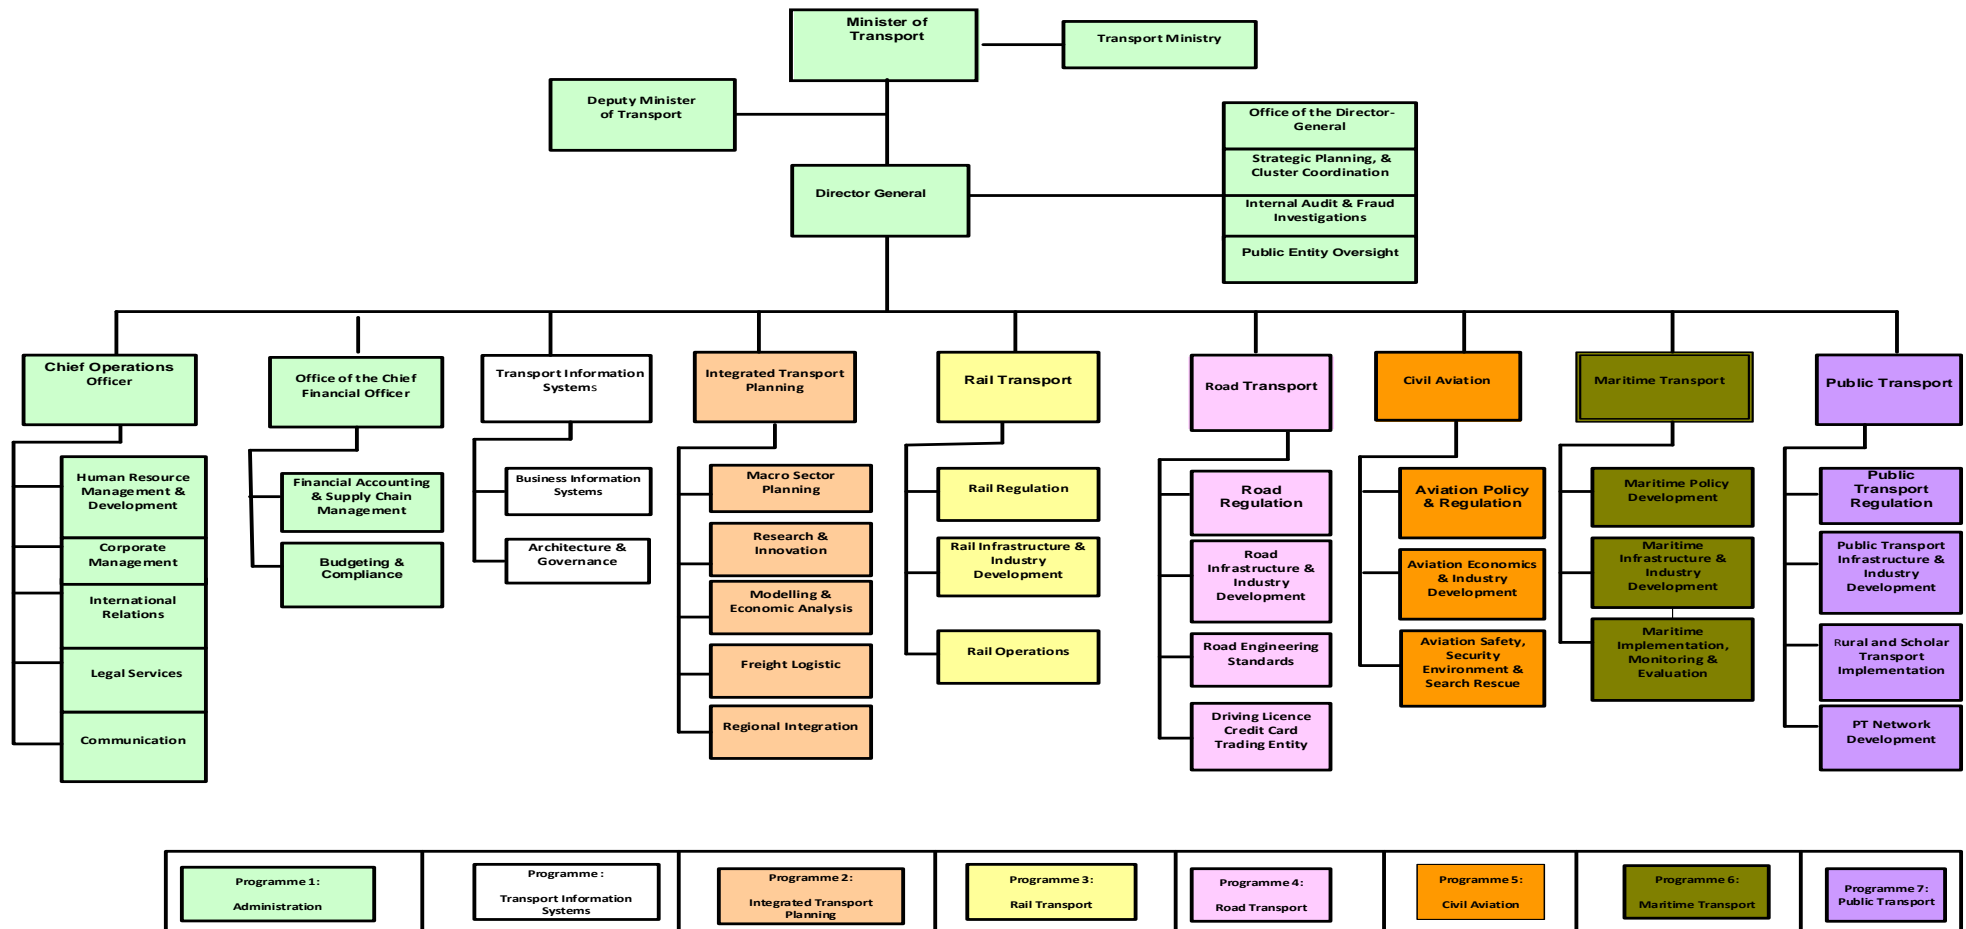 Minister of
Transport
Transport Ministry
Deputy Minister
of Transport
Office of the Director-
General
Strategic Planning, &
Cluster Coordination
Director General
Internal Audit & Fraud
Investigations
Public Entity Oversight
Chief Operations
Officer
Office of the Chief
Financial Officer
Transport Information
Systems
Integrated Transport
Planning
Rail Transport
Road Transport
Civil Aviation
Maritime Transport
Public Transport
Human Resource
Management &
Development
Corporate
Management
International
Relations
Legal Services
Communication
Financial Accounting
& Supply Chain
Management
Budgeting &
Compliance
Business Information
Systems
Architecture &
Governance
Macro Sector
Planning
Research &
Innovation
Modelling &
Economic Analysis
Freight Logistic
Regional Integration
Rail Regulation
Rail Infrastructure &
Industry
Development
Rail Operations
Road
Regulation
Road
Infrastructure &
Industry
Development
Road Engineering
Standards
Driving Licence
Credit Card
Trading Entity
Aviation Policy
& Regulation
Aviation Economics
& Industry
Development
Aviation Safety,
Security
Environment &
Search Rescue
Maritime Policy
Development
Maritime
Infrastructure &
Industry
Development
Maritime
Implementation,
Monitoring &
Evaluation
Public
Transport
Regulation
Public Transport
Infrastructure &
Industry
Development
Rural and Scholar
Transport
Implementation
PT Network
Development
Programme 1:
Administration
Programme :
Transport Information
Systems
Programme 2:
Integrated Transport
Planning
Programme 3:
Rail Transport
Programme 4:
Road Transport
Programme 5:
Civil Aviation
Programme 6:
Maritime Transport
Programme 7:
Public Transport